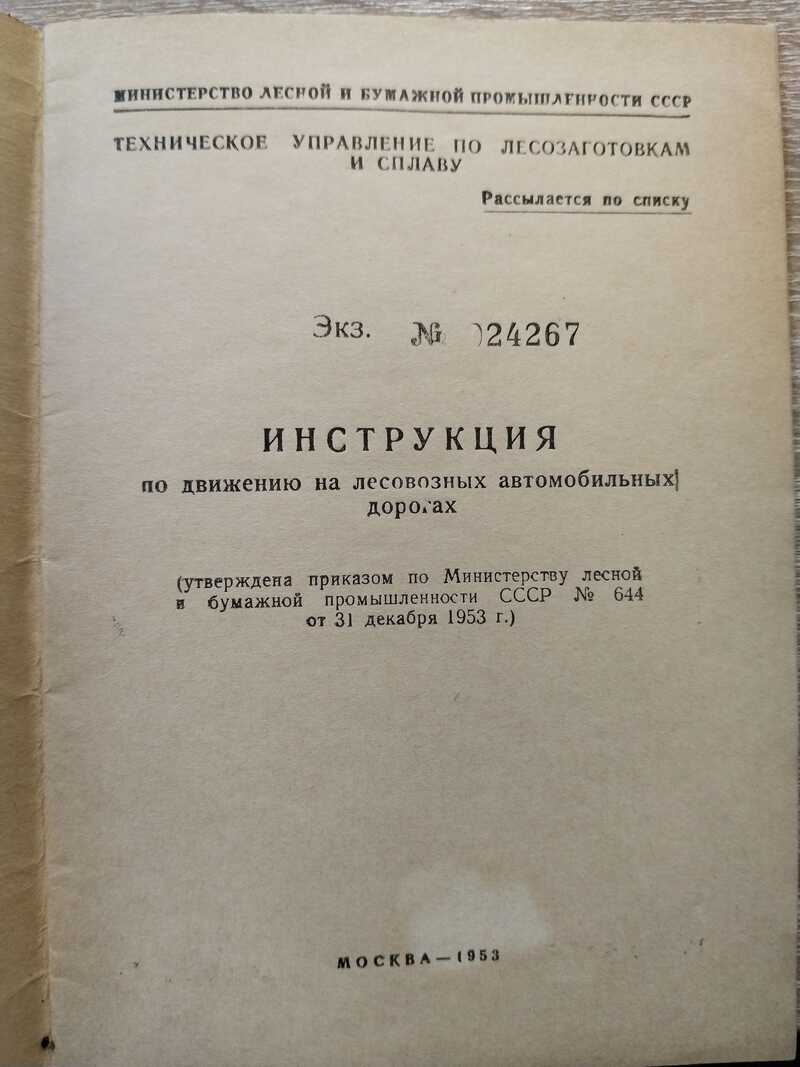 МИНИСТЕРСТВО ЛЕСНОЙ И БУМАЖНОЙ ПРОМЫШЛЕННОСТИ СССР
ТЕХНИЧЕСКОЕ УПРАВЛЕНИЕ ПО ЛЕСОЗАГОТОВКАМ
И СПЛАВУ
Рассылается по списку
Экз. № 024267
ИНСТРУКЦИЯ
по движению на лесовозных автомобильных
дорогах
(утверждена приказом по Министерству лесной
и бумажной промышленности СССР № 644
от 31 декабря 1953 г.)
МОСКВА—1953